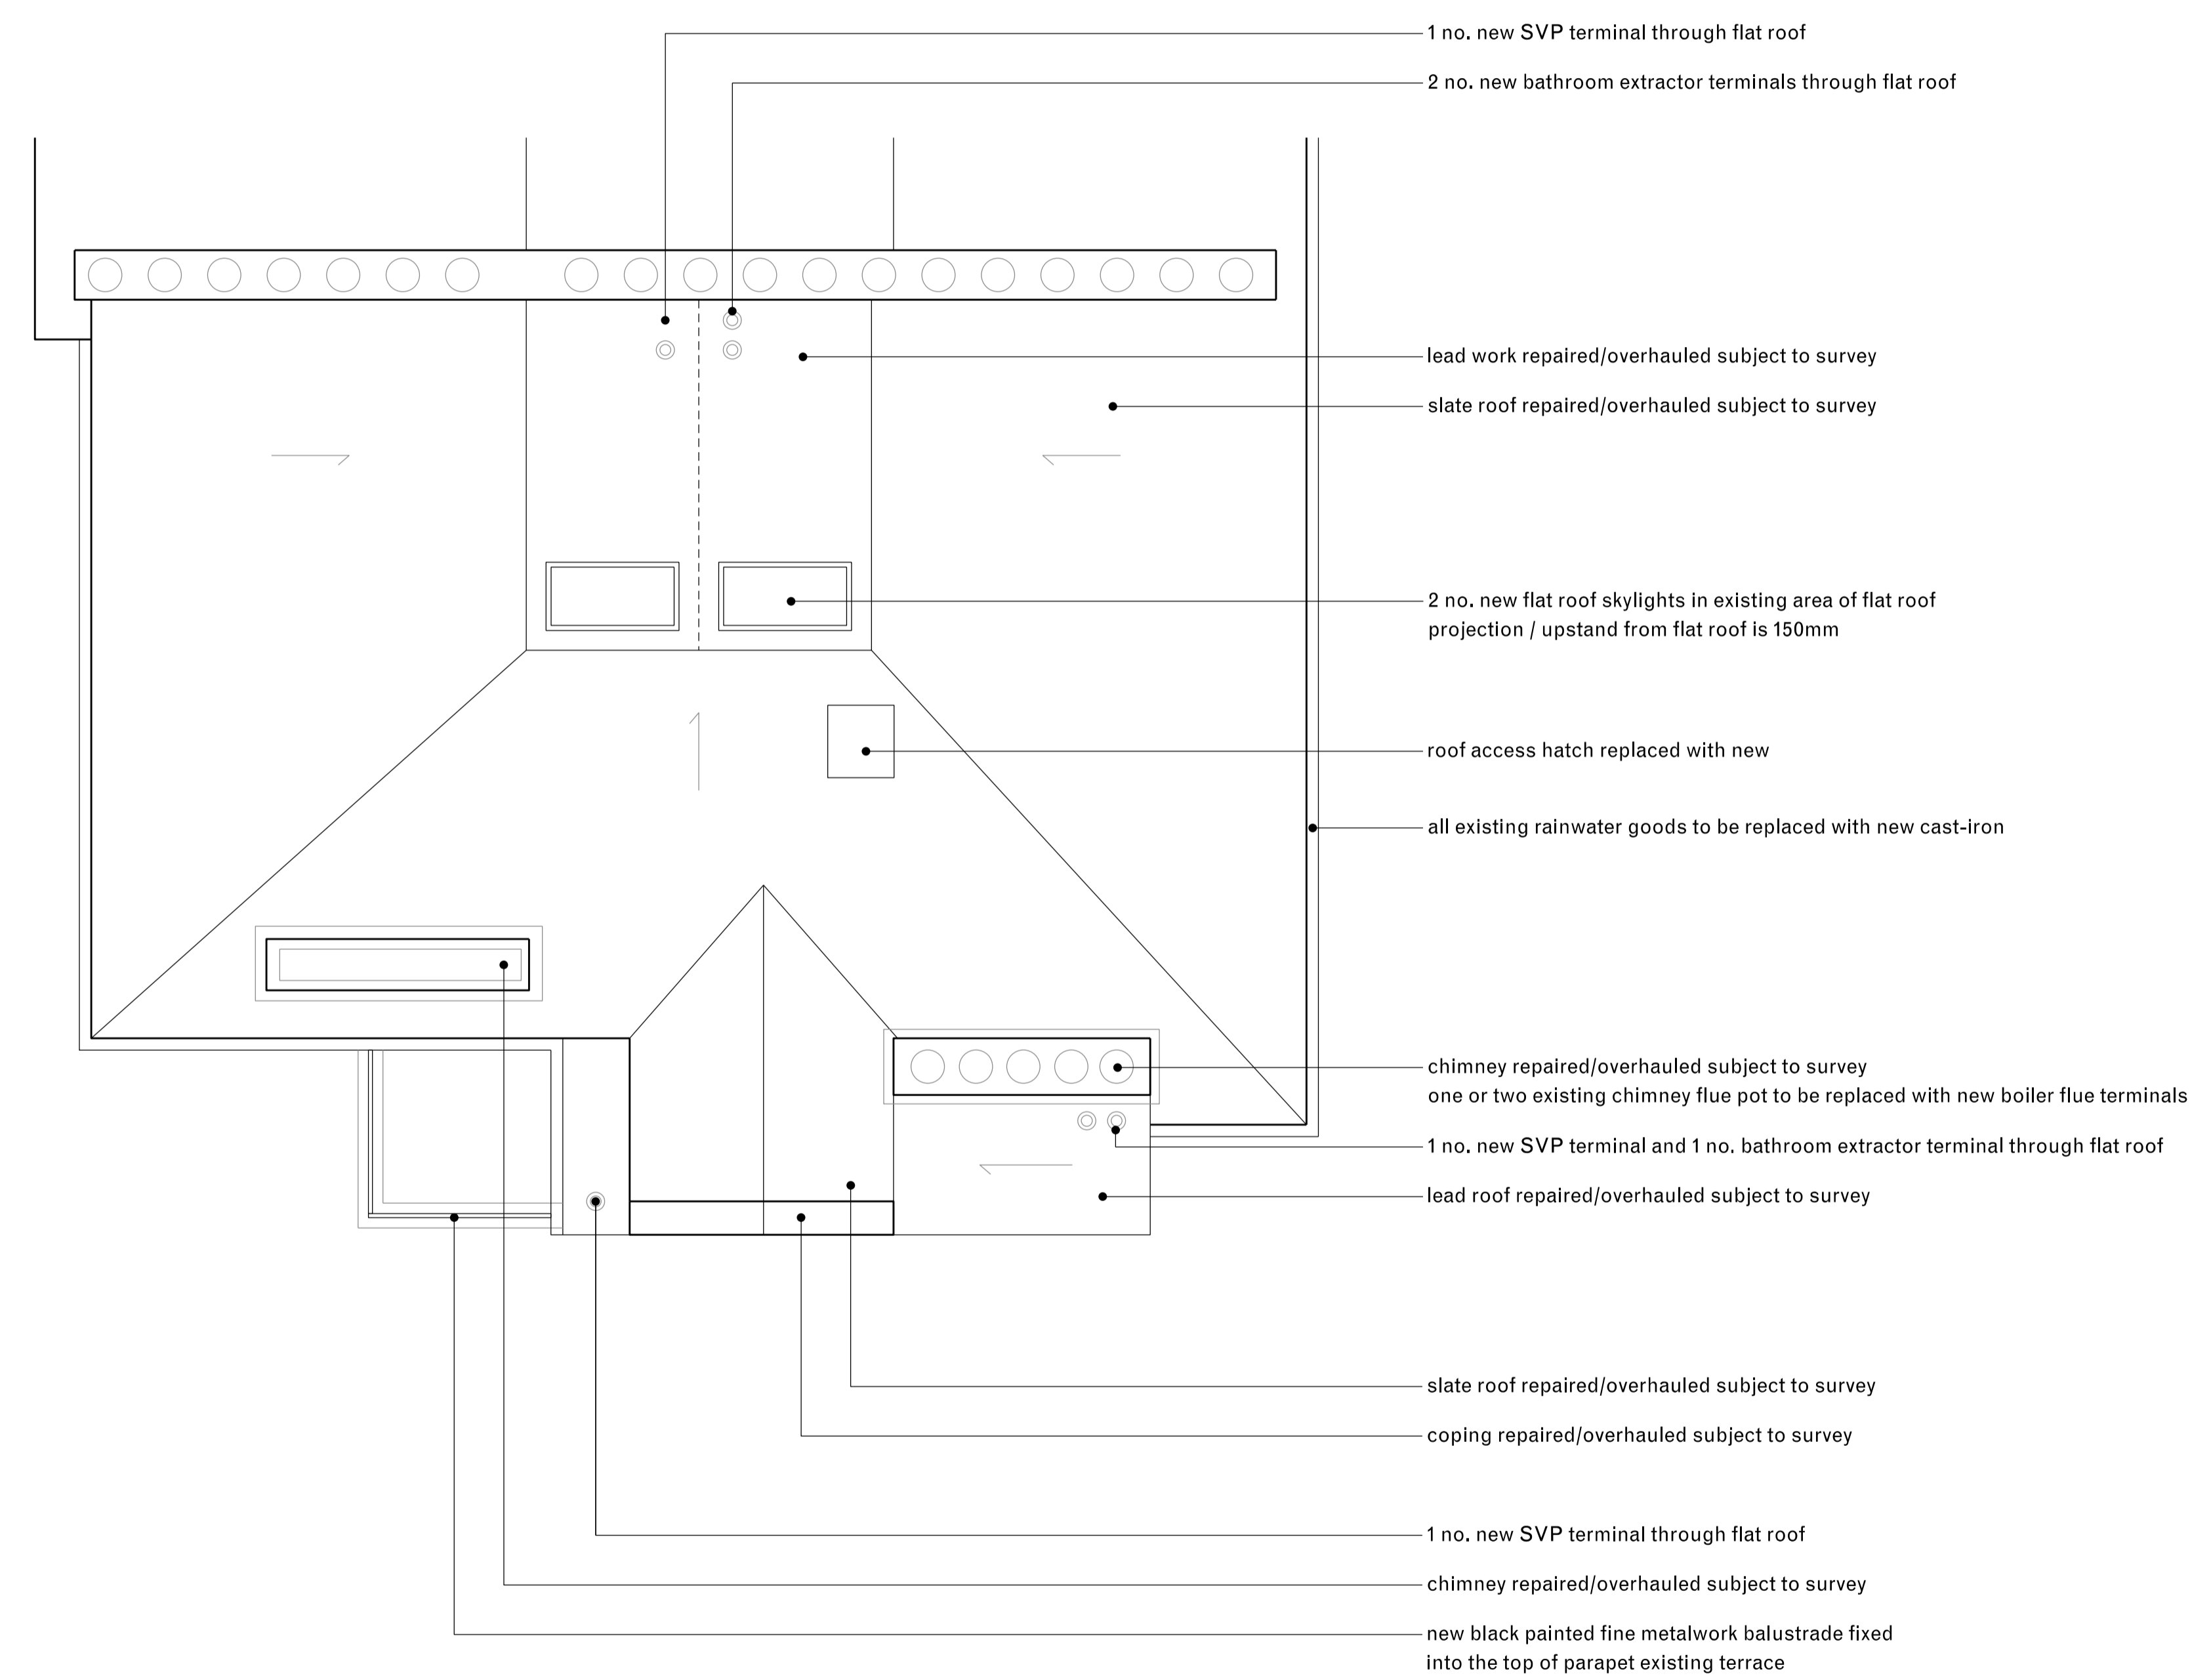 1 no. new SVP terminal through flat roof
2 no. new bathroom extractor terminals through flat roof
lead work repaired/overhauled subject to survey
slate roof repaired/overhauled subject to survey
2 no. new flat roof skylights in existing area of flat roof
projection / upstand from flat roof is 150mm
roof access hatch replaced with new
all existing rainwater goods to be replaced with new cast-iron
chimney repaired/overhauled subject to survey
one or two existing chimney flue pot to be replaced with new boiler flue terminals
1 no. new SVP terminal and 1 no. bathroom extractor terminal through flat roof
lead roof repaired/overhauled subject to survey
slate roof repaired/overhauled subject to survey
coping repaired/overhauled subject to survey
1 no. new SVP terminal through flat roof
chimney repaired/overhauled subject to survey
new black painted fine metalwork balustrade fixed
into the top of parapet existing terrace